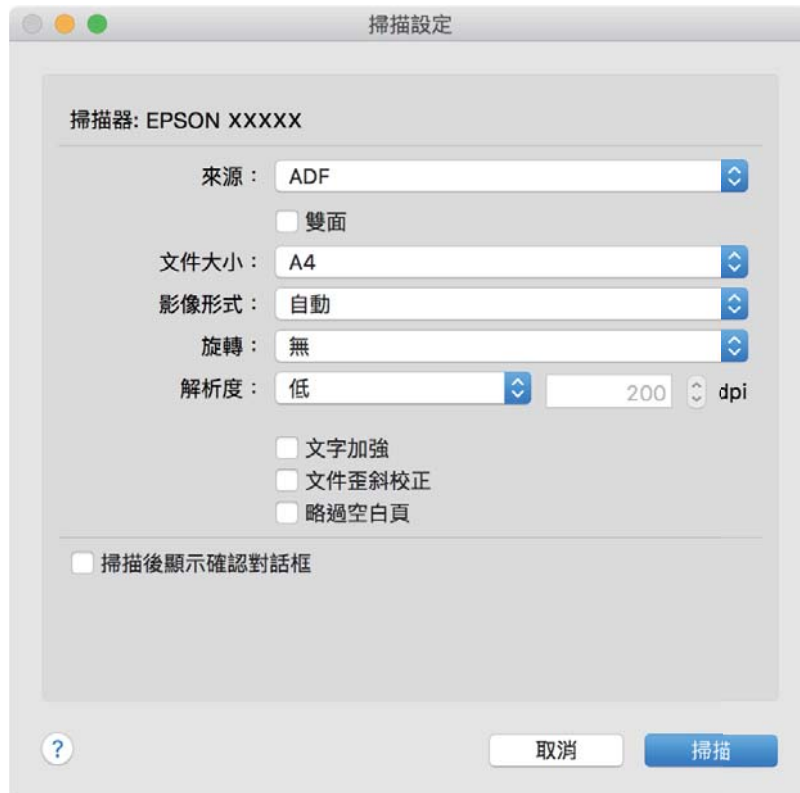 掃描設定
掃描器: EPSON XXXXX
來源： ADF
雙面
文件大小： A4
影像形式： 自動
旋轉： 無
解析度： 低 200 dpi
文字加強
文件歪斜校正
略過空白頁
掃描後顯示確認對話框
? 取消 掃描